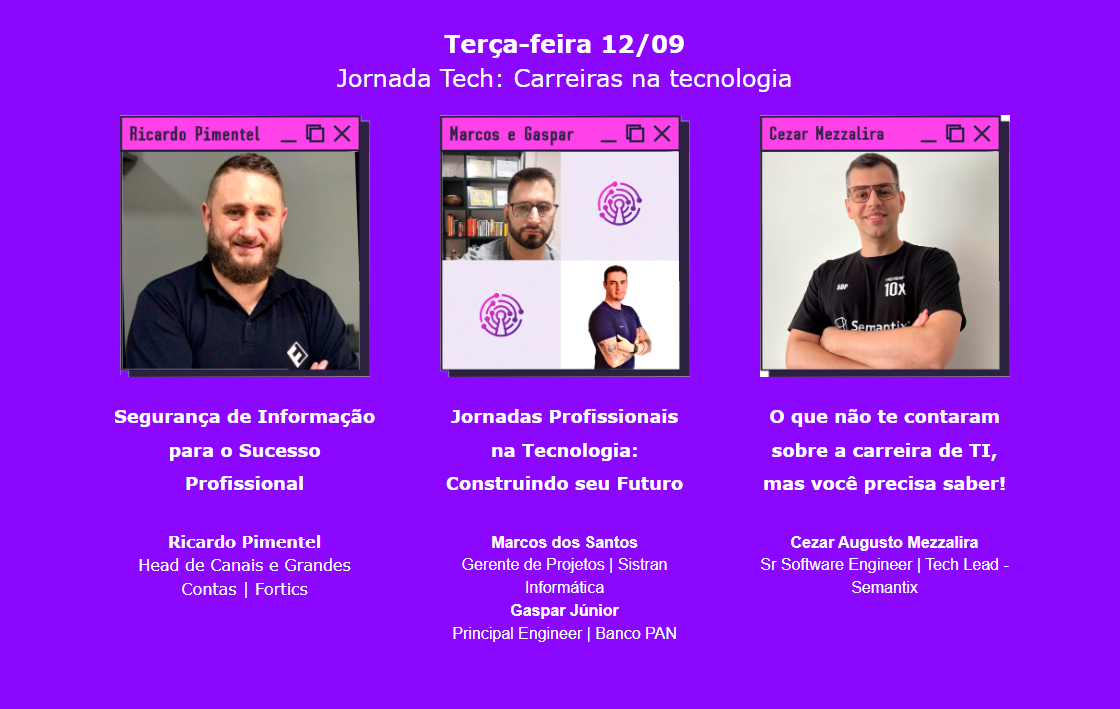 Terça-feira 12/09
Jornada Tech: Carreiras na tecnologia
Ricardo Pimentel
Marcos e Gaspar
Cezar Mezzalira
SDP
10X
Semantix
Segurança de Informação
para o Sucesso
Profissional
Ricardo Pimentel
Head de Canais e Grandes
Contas | Fortics
Jornadas Profissionais
na Tecnologia:
Construindo seu Futuro
Marcos dos Santos
Gerente de Projetos | Sistran
Informática
Gaspar Júnior
Principal Engineer | Banco PAN
O que não te contaram
sobre a carreira de TI,
mas você precisa saber!
Cezar Augusto Mezzalira
Sr Software Engineer | Tech Lead -
Semantix